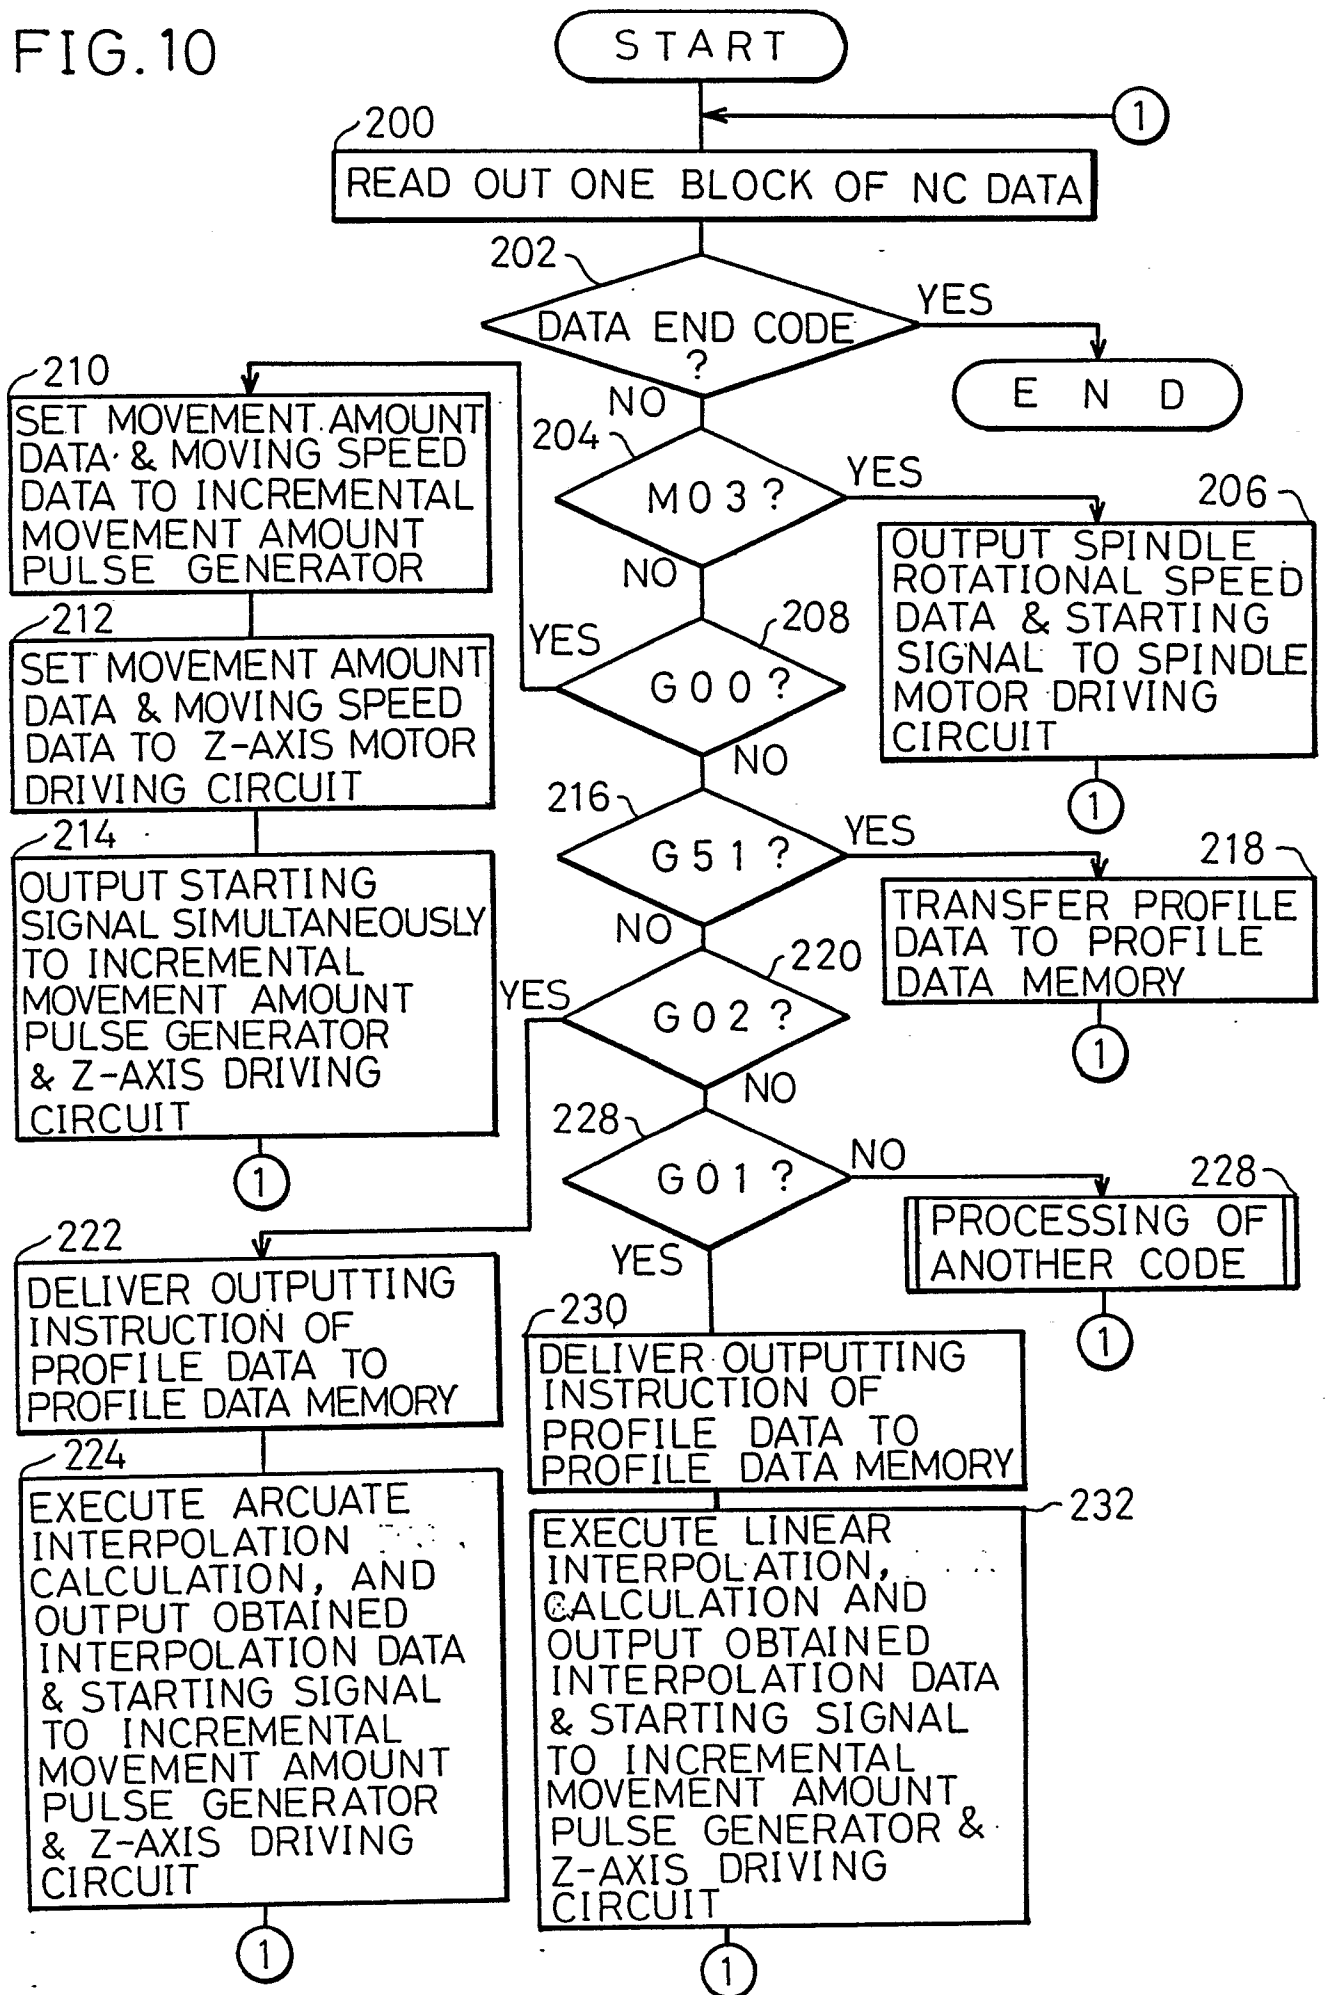 FIG.10
START
1
200
READ OUT ONE BLOCK OF NC DATA
202
DATA END CODE
?
YES
END
NO
204
M03?
YES
206
OUTPUT SPINDLE
ROTATIONAL SPEED
DATA & STARTING
SIGNAL TO SPINDLE
MOTOR DRIVING
CIRCUIT
1
NO
208
G00?
YES
210
SET MOVEMENT AMOUNT
DATA & MOVING SPEED
DATA TO INCREMENTAL
MOVEMENT AMOUNT
PULSE GENERATOR
212
SET MOVEMENT AMOUNT
DATA & MOVING SPEED
DATA TO Z-AXIS MOTOR
DRIVING CIRCUIT
214
OUTPUT STARTING
SIGNAL SIMULTANEOUSLY
TO INCREMENTAL
MOVEMENT AMOUNT
PULSE GENERATOR
& Z-AXIS DRIVING
CIRCUIT
1
NO
216
G51?
YES
218
TRANSFER PROFILE
DATA TO PROFILE
DATA MEMORY
1
NO
220
G02?
YES
222
DELIVER OUTPUTTING
INSTRUCTION OF
PROFILE DATA TO
PROFILE DATA MEMORY
224
EXECUTE ARCUATE
INTERPOLATION
CALCULATION, AND
OUTPUT OBTAINED
INTERPOLATION DATA
& STARTING SIGNAL
TO INCREMENTAL
MOVEMENT AMOUNT
PULSE GENERATOR
& Z-AXIS DRIVING
CIRCUIT
1
NO
228
G01?
NO
228
PROCESSING OF
ANOTHER CODE
1
YES
230
DELIVER OUTPUTTING
INSTRUCTION OF
PROFILE DATA TO
PROFILE DATA MEMORY
232
EXECUTE LINEAR
INTERPOLATION,
CALCULATION AND
OUTPUT OBTAINED
INTERPOLATION DATA
& STARTING SIGNAL
TO INCREMENTAL
MOVEMENT AMOUNT
PULSE GENERATOR &
Z-AXIS DRIVING
CIRCUIT
1